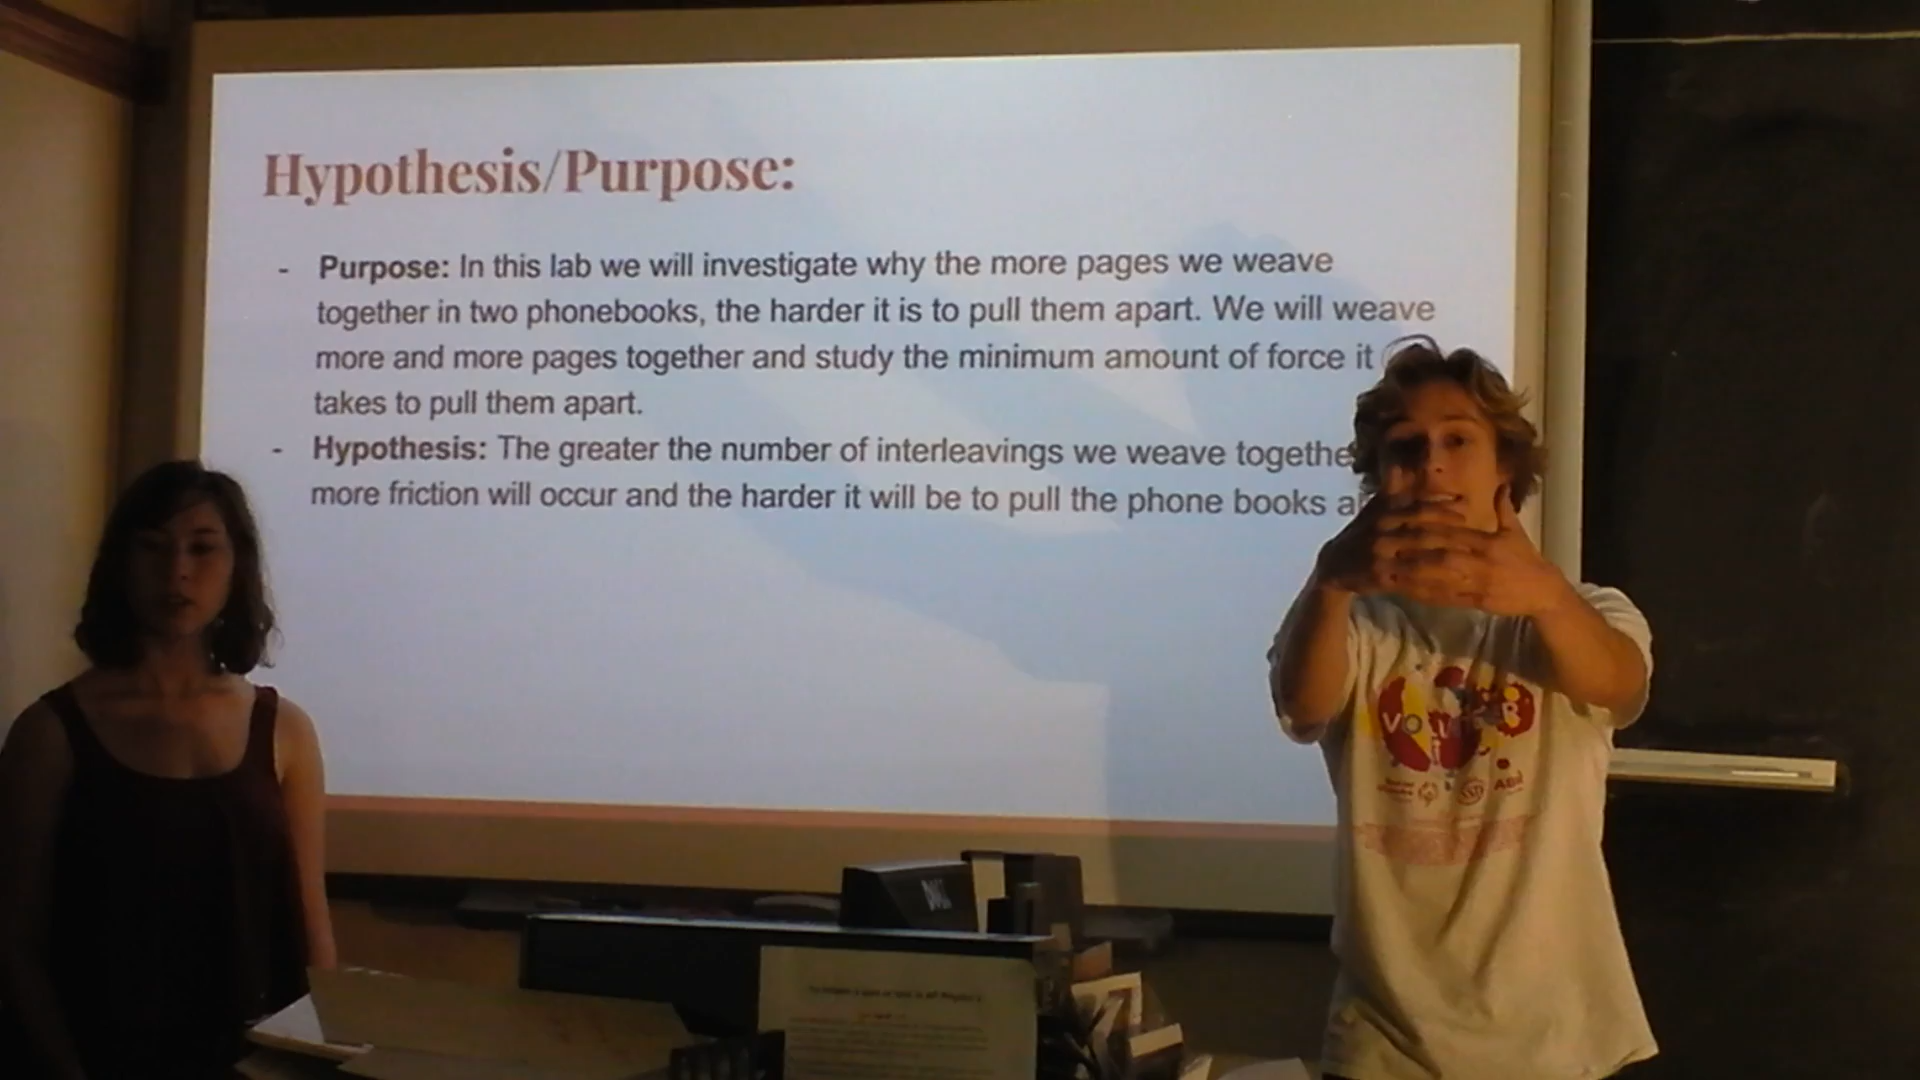 Hypothesis/Purpose:
- Purpose: In this lab we will investigate why the more pages we weave
together in two phonebooks, the harder it is to pull them apart. We will weave
more and more pages together and study the minimum amount of force it
takes to pull them apart.
- Hypothesis: The greater the number of interleavings we weave togethe
more friction will occur and the harder it will be to pull the phone books a